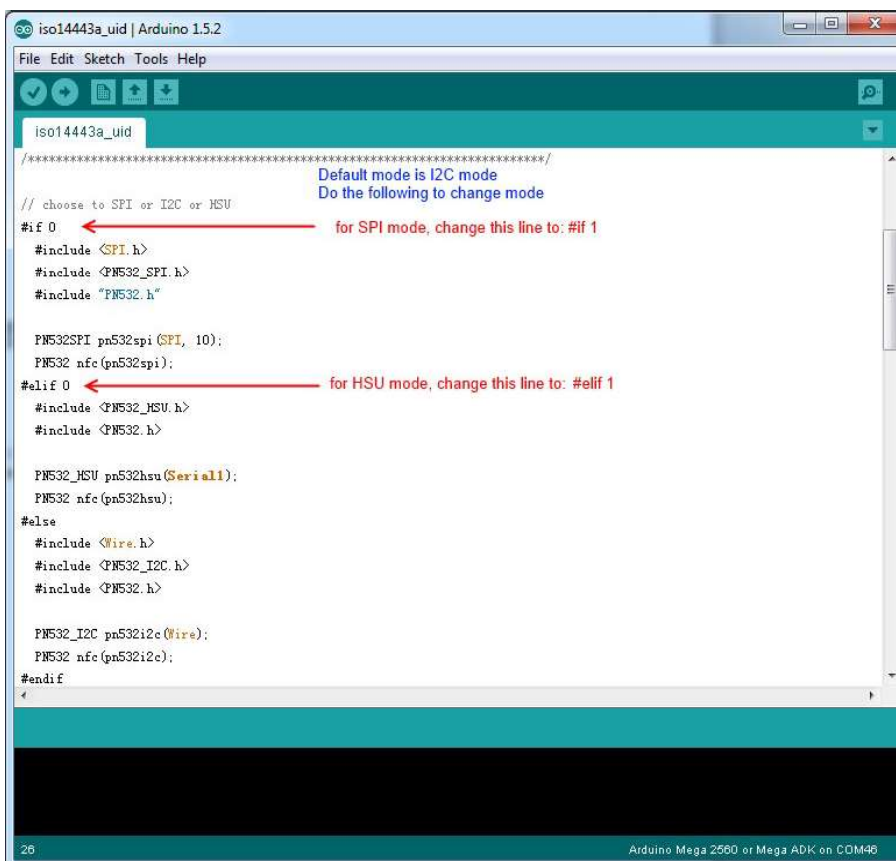 iso14443a_uid | Arduino 1.5.2
File Edit Sketch Tools Help
iso14443a_uid
/*************************************************************************/
Default mode is I2C mode
Do the following to change mode
// choose to SPI or I2C or HSU
#if 0
for SPI mode, change this line to: #if 1
#include <SPI.h>
#include <PN532_SPI.h>
#include "PN532.h"
PN532SPI pn532spi(SPI, 10);
PN532 nfc(pn532spi);
#elif 0
for HSU mode, change this line to: #elif 1
#include <PN532_HSU.h>
#include <PN532.h>
PN532_HSU pn532hsu(Serial1);
PN532 nfc(pn532hsu);
#else
#include <Wire.h>
#include <PN532_I2C.h>
#include <PN532.h>
PN532_I2C pn532i2c(Wire);
PN532 nfc(pn532i2c);
#endif
26
Arduino Mega 2560 or Mega ADK on COM46